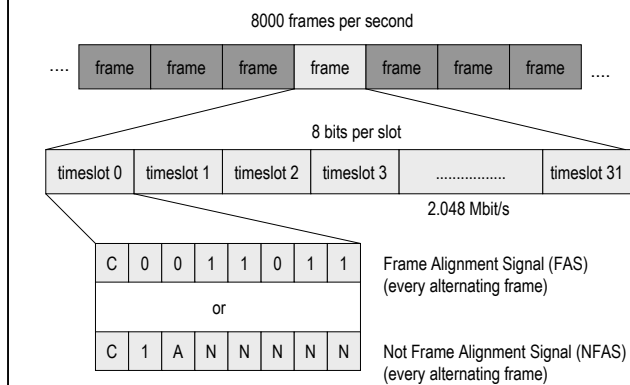 8000 frames per second
.... frame frame frame frame frame frame frame ....
8 bits per slot
timeslot 0 timeslot 1 timeslot 2 timeslot 3 ................. timeslot 31
2.048 Mbit/s
C 0 0 1 1 0 1 1 Frame Alignment Signal (FAS)
(every alternating frame)
or
C 1 A N N N N N Not Frame Alignment Signal (NFAS)
(every alternating frame)